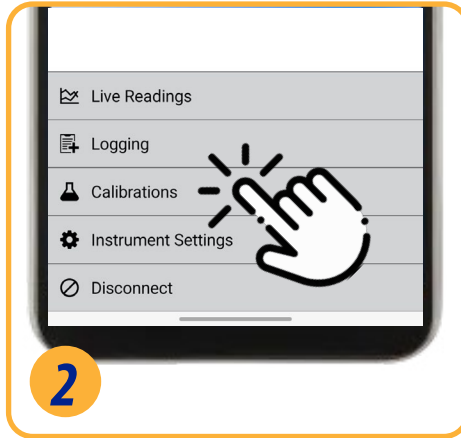 Live Readings
Logging
Calibrations
Instrument Settings
Disconnect
2